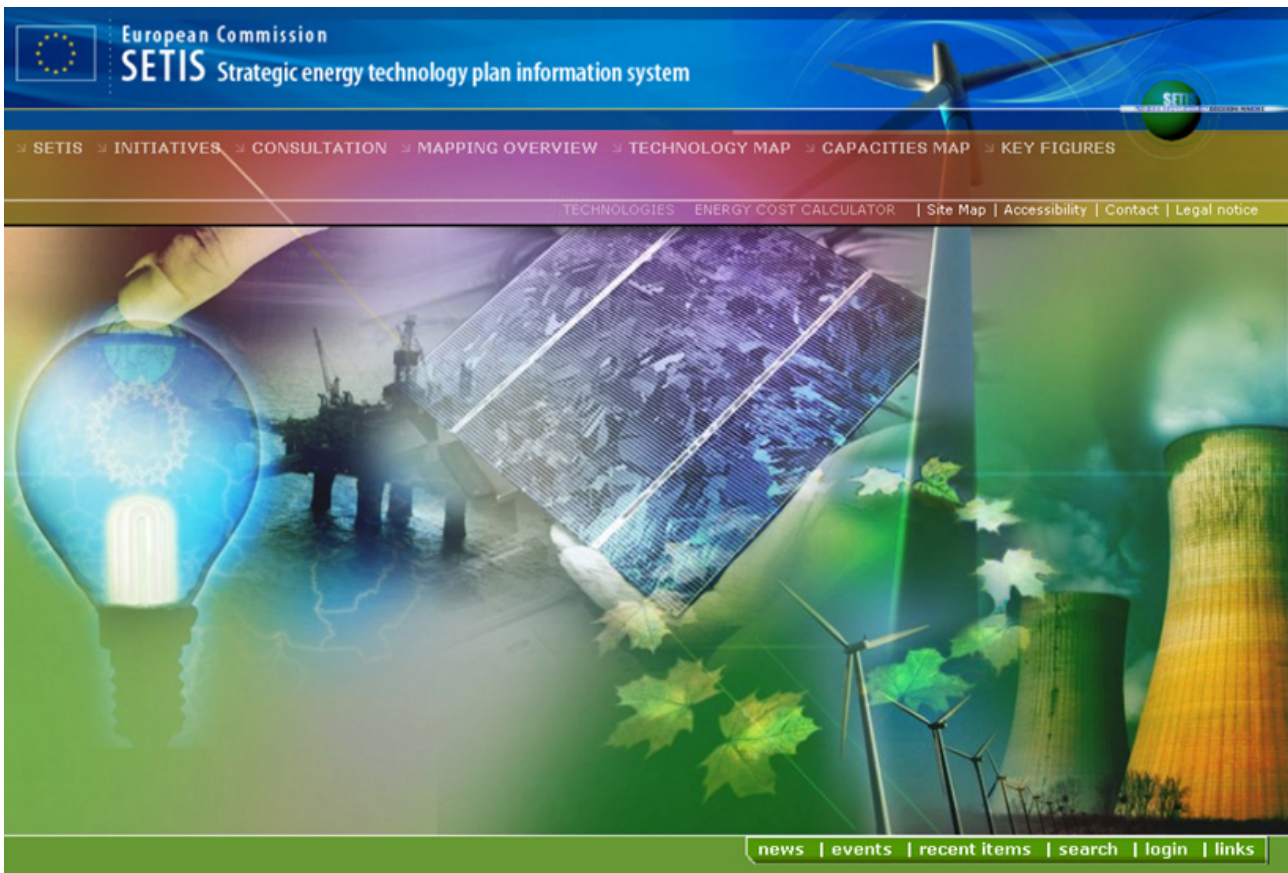 European Commission
SETIS Strategic energy technology plan information system
SETIS
SETIS INITIATIVES CONSULTATION MAPPING OVERVIEW TECHNOLOGY MAP CAPACITIES MAP KEY FIGURES
TECHNOLOGIES ENERGY COST CALCULATOR | Site Map | Accessibility | Contact | Legal notice
news | events | recent items | search | login | links